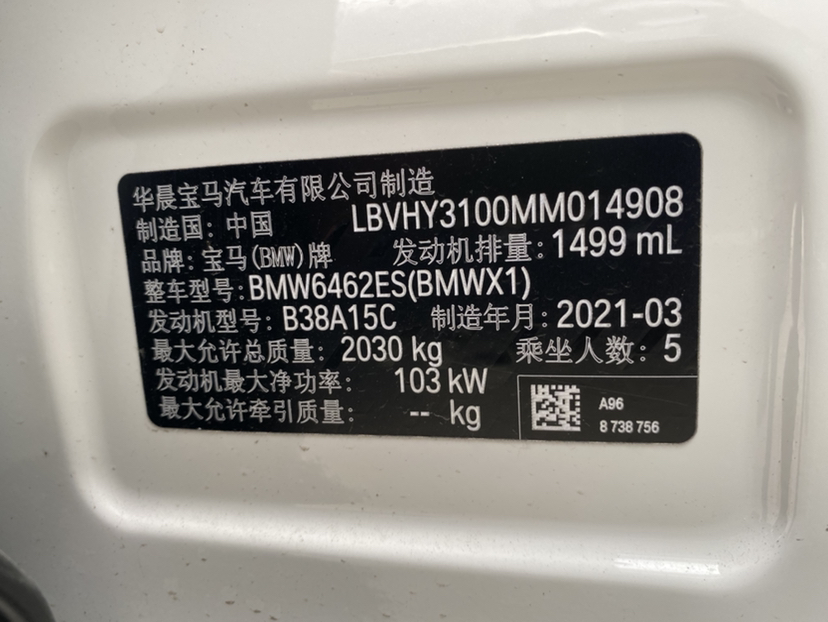 华晨宝马汽车有限公司制造
制造国: 中国 LBVHY3100MM014908
品牌: 宝马(BMW)牌 发动机排量: 1499 mL
整车型号: BMW6462ES(BMWX1)
发动机型号: B38A15C 制造年月: 2021-03
最大允许总质量: 2030 kg 乘坐人数: 5
发动机最大净功率: 103 kW
最大允许牵引质量: -- kg
A96
8 738 756